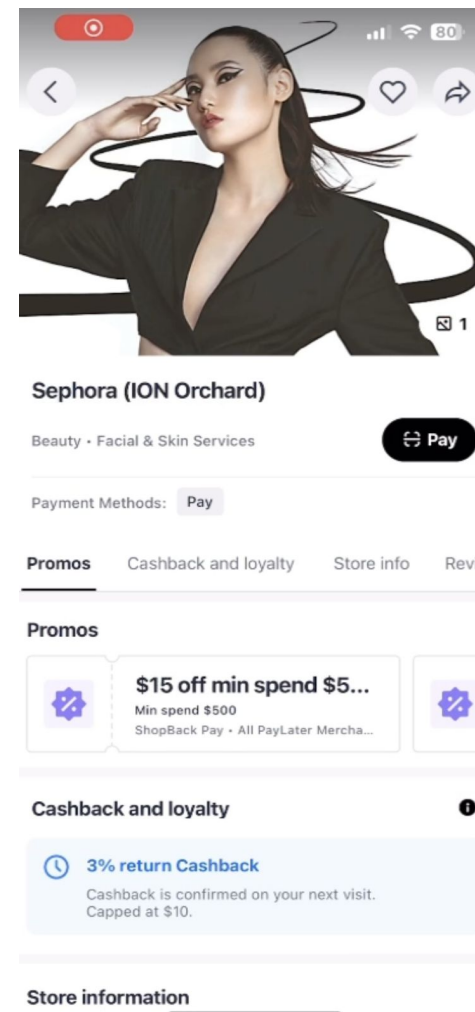 80
1
Sephora (ION Orchard)
Beauty • Facial & Skin Services
Pay
Payment Methods: Pay
Promos Cashback and loyalty Store info Rev
Promos
$15 off min spend $5...
Min spend $500
ShopBack Pay • All PayLater Mercha...
Cashback and loyalty
3% return Cashback
Cashback is confirmed on your next visit.
Capped at $10.
Store information